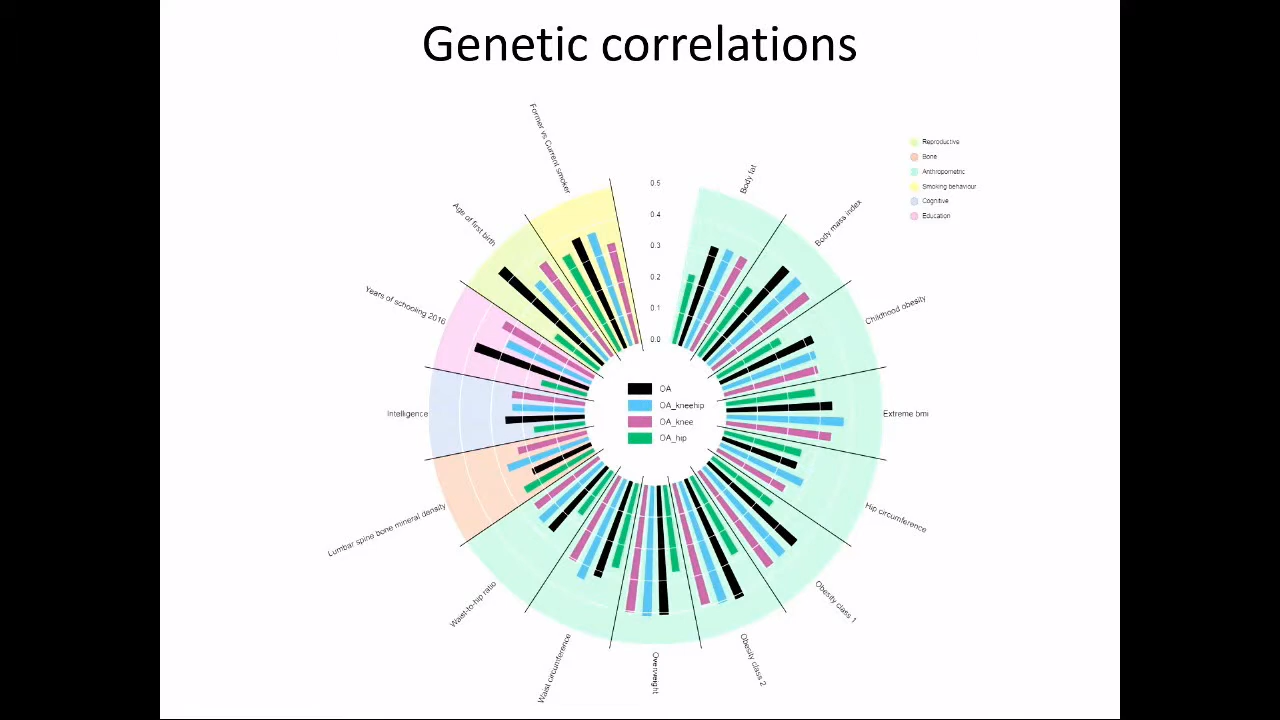 Genetic correlations
Former vs Current smoker
Body fat
Reproductive
Bone
Anthropometric
Smoking behaviour
Cognitive
Education
Age of first birth
Body mass index
0.5
0.4
0.3
0.2
0.1
0.0
Years of schooling 2016
Childhood obesity
OA
OA_kneehip
OA_knee
OA_hip
Intelligence
Extreme bmi
Lumbar spine bone mineral density
Hip circumference
Waist-to-hip ratio
Obesity class 1
Waist circumference
Overweight
Obesity class 2